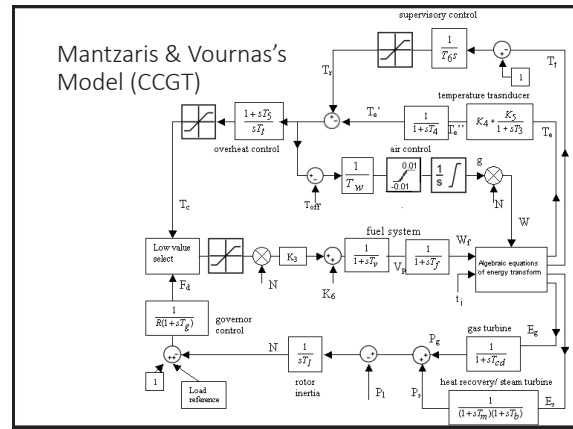 Mantzaris & Vournas's
Model (CCGT)
supervisory control
1
T6s
Tr
1
Tf
temperature trasnducer
1+sT5
sTt
overheat control
Te'
1
1+sT4
Te''
K4+ K5
1+sT3
Te
air control
Toff
1
Tw
0.01
-0.01
1
s
g
N
W
Tc
Low value
select
N
K3
K6
fuel system
1
1+sTv
Vp
1
1+sTf
Wf
Algebraic equations
of energy transform
ti
Fd
1
R(1+sTg)
governor
control
gas turbine
Eg
1
1+sTcd
Pg
N
1
sTI
rotor
inertia
Pl
Ps
heat recovery/ steam turbine
1
(1+sTm)(1+sTb)
Es
1
Load
reference